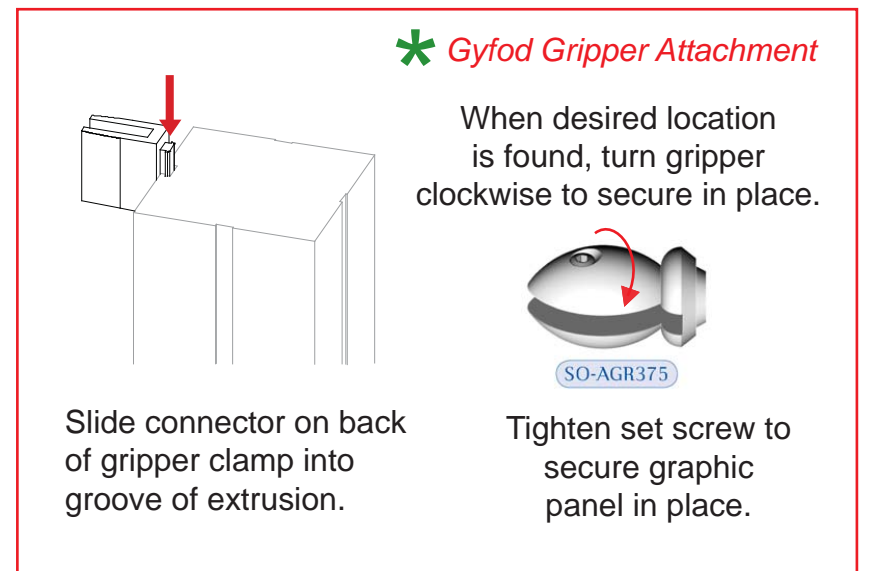 * Gyfod Gripper Attachment
When desired location
is found, turn gripper
clockwise to secure in place.
SO-AGR375
Slide connector on back
of gripper clamp into
groove of extrusion.
Tighten set screw to
secure graphic
panel in place.